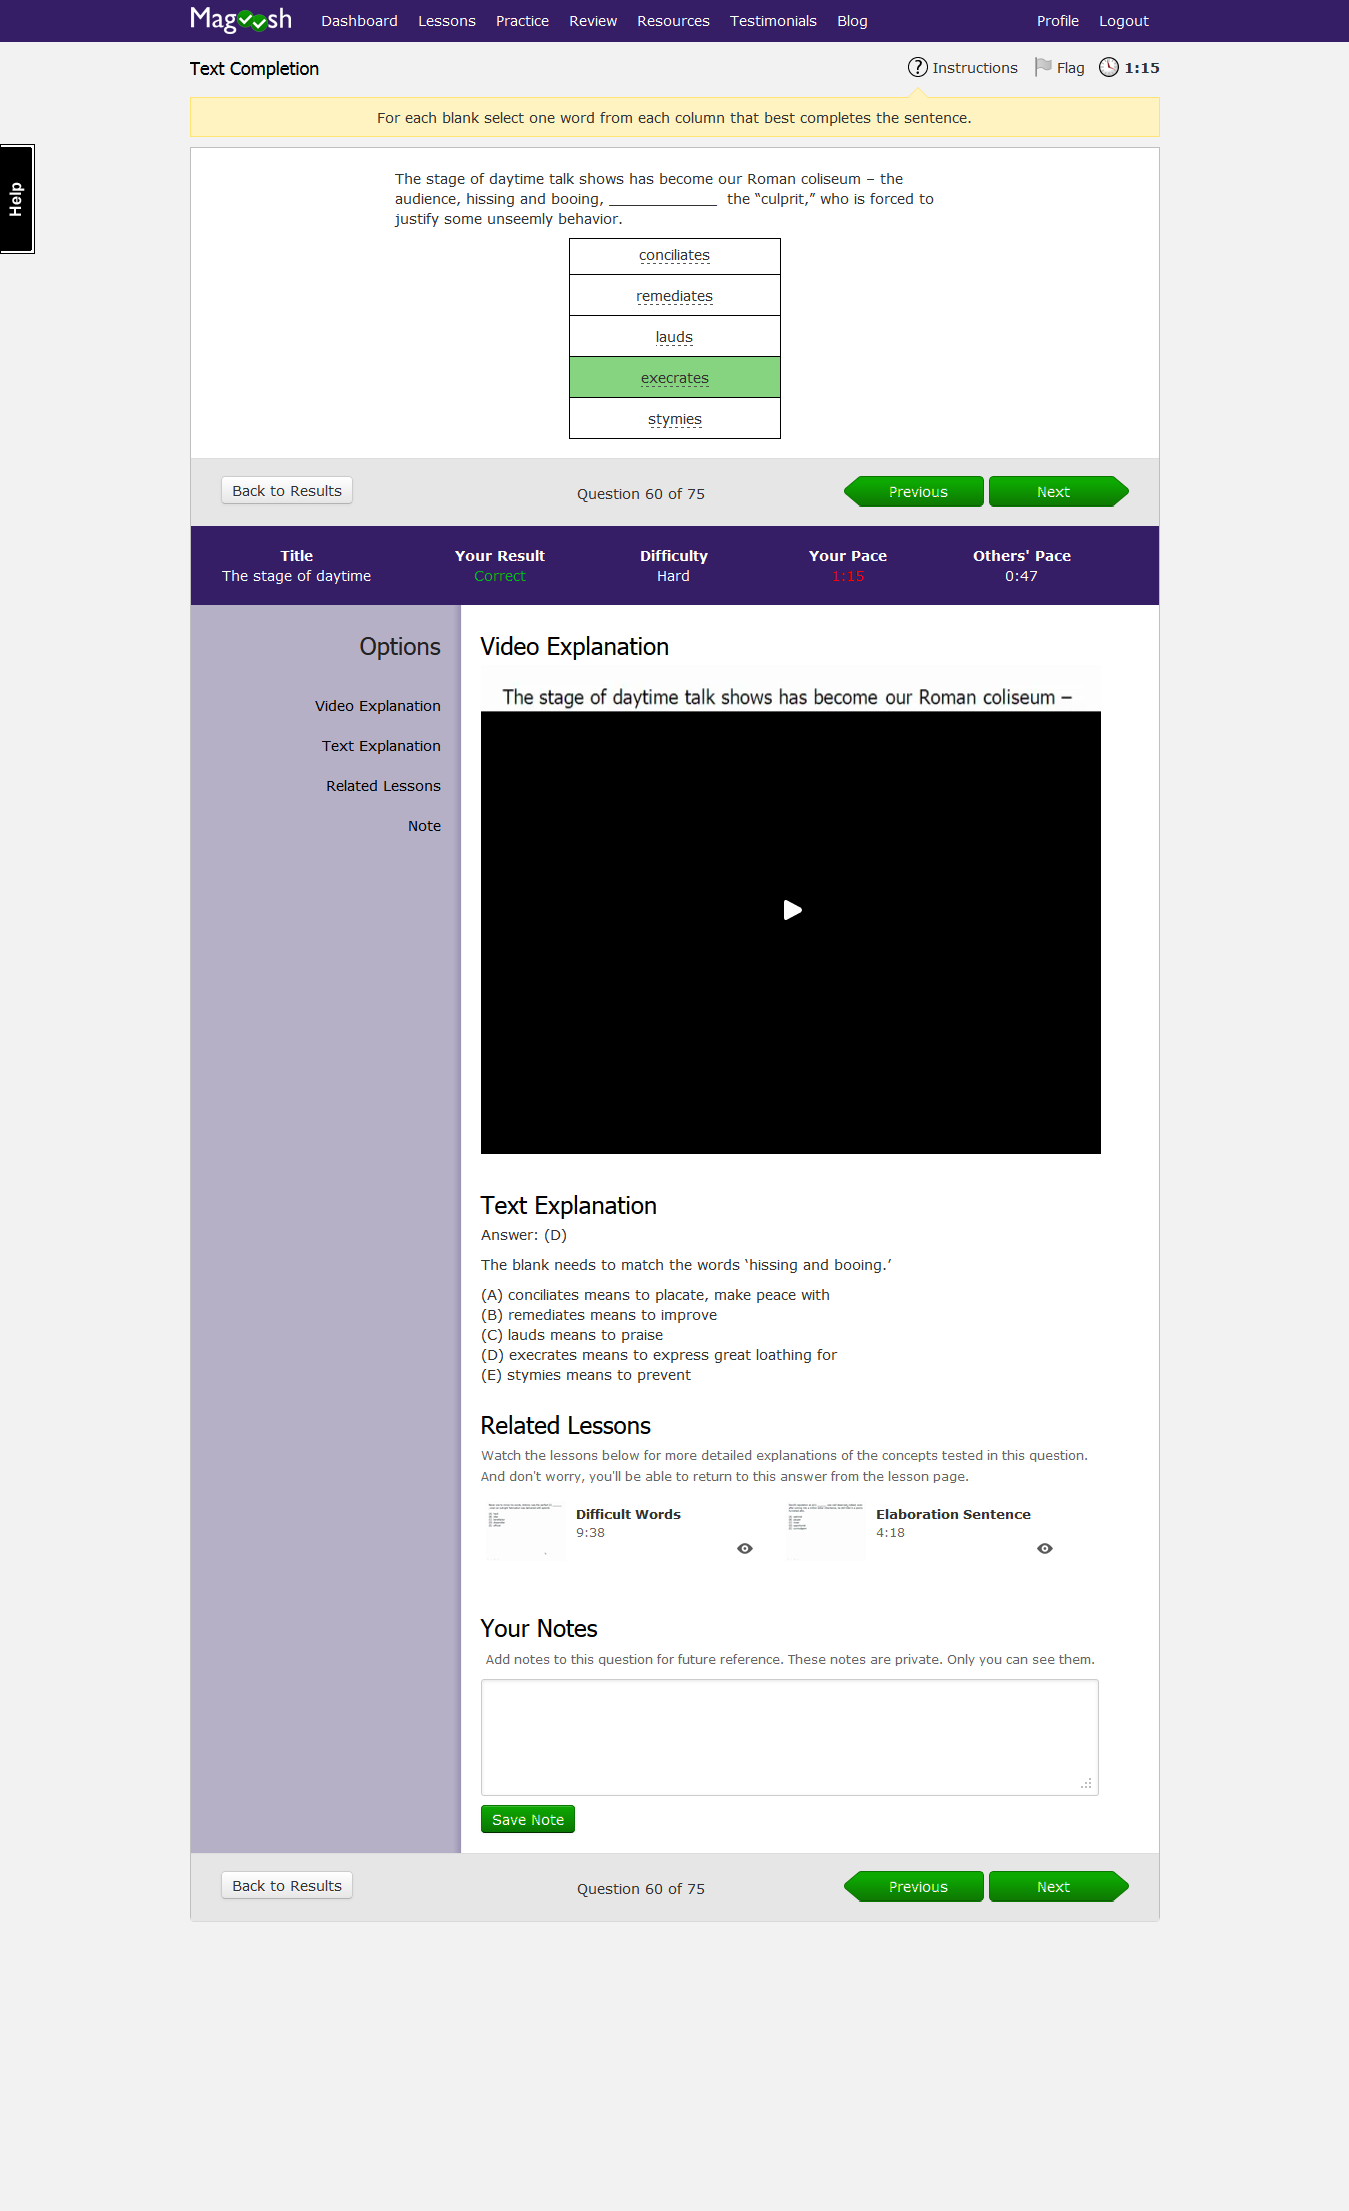 Magoosh Dashboard Lessons Practice Review Resources Testimonials Blog Profile Logout
Text Completion
? Instructions Flag 1:15
For each blank select one word from each column that best completes the sentence.
Help
The stage of daytime talk shows has become our Roman coliseum – the
audience, hissing and booing, _____________ the “culprit,” who is forced to
justify some unseemly behavior.
conciliates
remediates
lauds
execrates
stymies
Back to Results Question 60 of 75 Previous Next
Title Your Result Difficulty Your Pace Others' Pace
The stage of daytime Correct Hard 1:15 0:47
Options
Video Explanation
Text Explanation
Related Lessons
Note
Video Explanation
The stage of daytime talk shows has become our Roman coliseum –
Text Explanation
Answer: (D)
The blank needs to match the words ‘hissing and booing.’
(A) conciliates means to placate, make peace with
(B) remediates means to improve
(C) lauds means to praise
(D) execrates means to express great loathing for
(E) stymies means to prevent
Related Lessons
Watch the lessons below for more detailed explanations of the concepts tested in this question.
And don't worry, you'll be able to return to this answer from the lesson page.
Difficult Words
9:38
Elaboration Sentence
4:18
Your Notes
Add notes to this question for future reference. These notes are private. Only you can see them.
Save Note
Back to Results Question 60 of 75 Previous Next